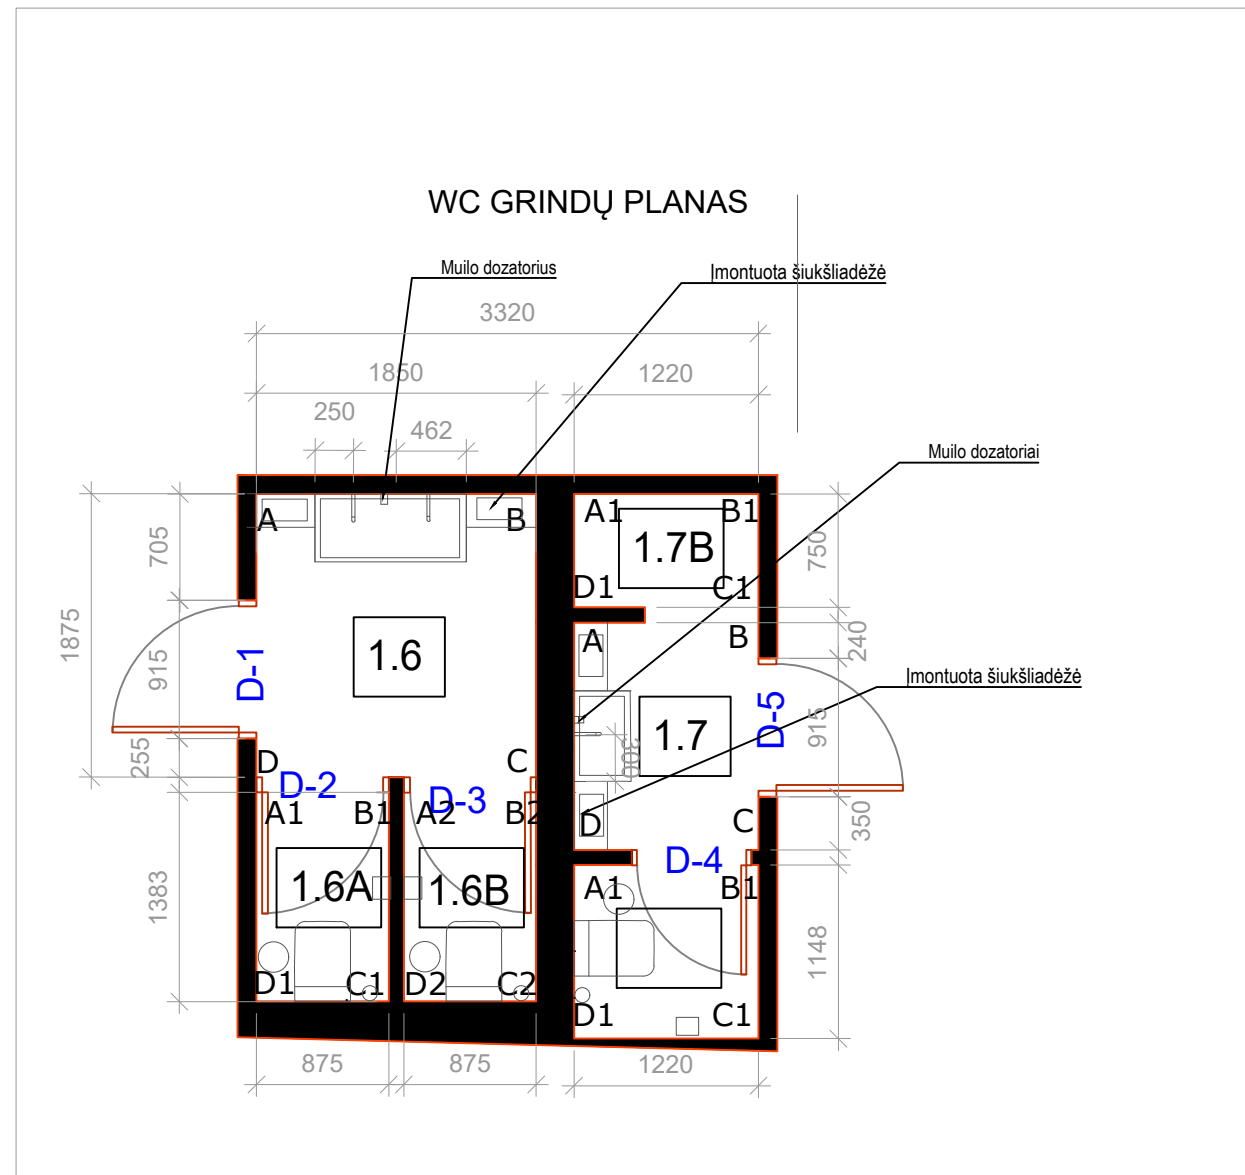 WC GRINDŲ PLANAS
Muilo dozatorius
Įmontuota šiukšliadėžė
3320
1850
1220
250
462
Muilo dozatoriai
A
B
A1
B1
1.7B
D1
C1
705
750
1875
915
255
1383
D-1
1.6
A
B
240
D-5
915
1.7
300
Įmontuota šiukšliadėžė
D
C
D-2
D-3
A1
B1
A2
B2
D
C
350
D-4
1.6A
1.6B
A1
B1
1148
D1
C1
D2
C2
D1
C1
875
875
1220